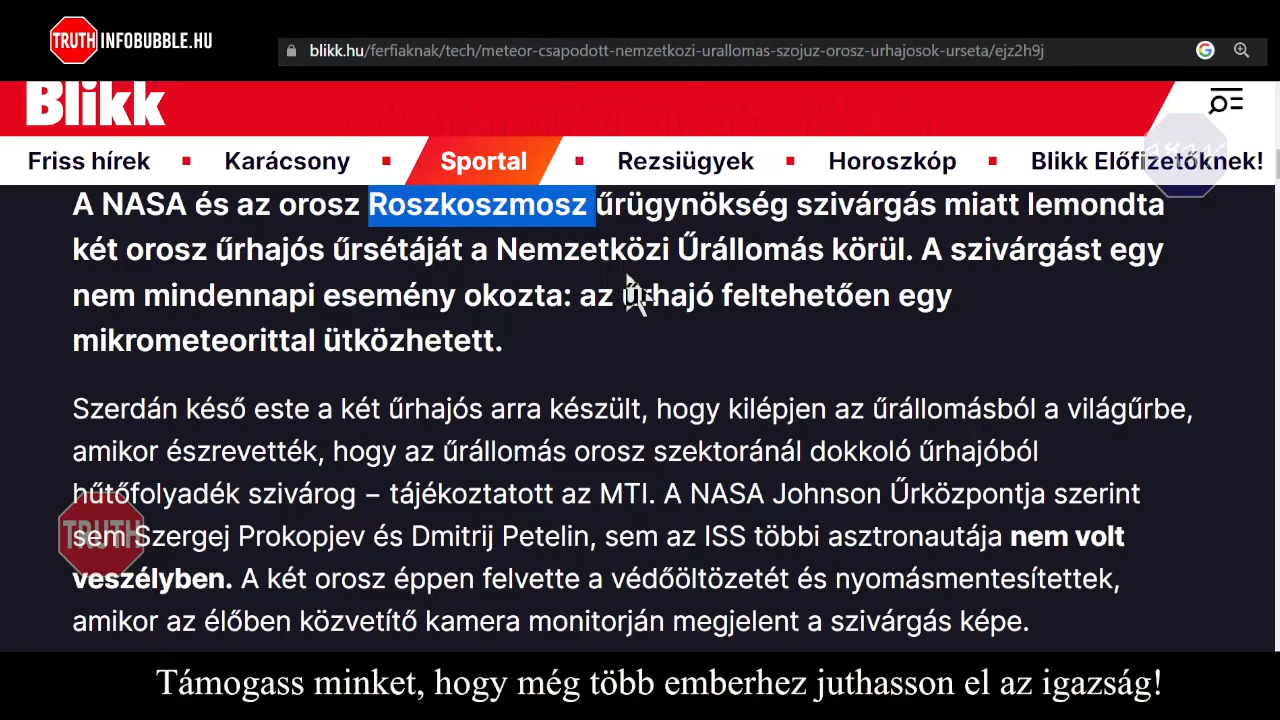 TRUTH INFOBUBBLE.HU
blikk.hu/ferfiaknak/tech/meteor-csapodott-nemzetkozi-urallomas-szojuz-orosz-urhajosok-urseta/ejz2h9j
Blikk
Friss hírek ▪ Karácsony ▪ Sportal ▪ Rezsiügyek ▪ Horoszkóp ▪ Blikk Előfizetőknek!
A NASA és az orosz Roszkoszmosz űrügynökség szivárgás miatt lemondta
két orosz űrhajós űrsétáját a Nemzetközi Űrállomás körül. A szivárgást egy
nem mindennapi esemény okozta: az űrhajó feltehetően egy
mikrometeorittal ütközhetett.
Szerdán késő este a két űrhajós arra készült, hogy kilépjen az űrállomásból a világűrbe,
amikor észrevették, hogy az űrállomás orosz szektoránál dokkoló űrhajóból
hűtőfolyadék szivárog – tájékoztatott az MTI. A NASA Johnson Űrközpontja szerint
sem Szergej Prokopjev és Dmitrij Petelin, sem az ISS többi asztronautája nem volt
veszélyben. A két orosz éppen felvette a védőöltözetét és nyomásmentesítettek,
amikor az élőben közvetítő kamera monitorján megjelent a szivárgás képe.
TRUTH
Támogass minket, hogy még több emberhez juthasson el az igazság!